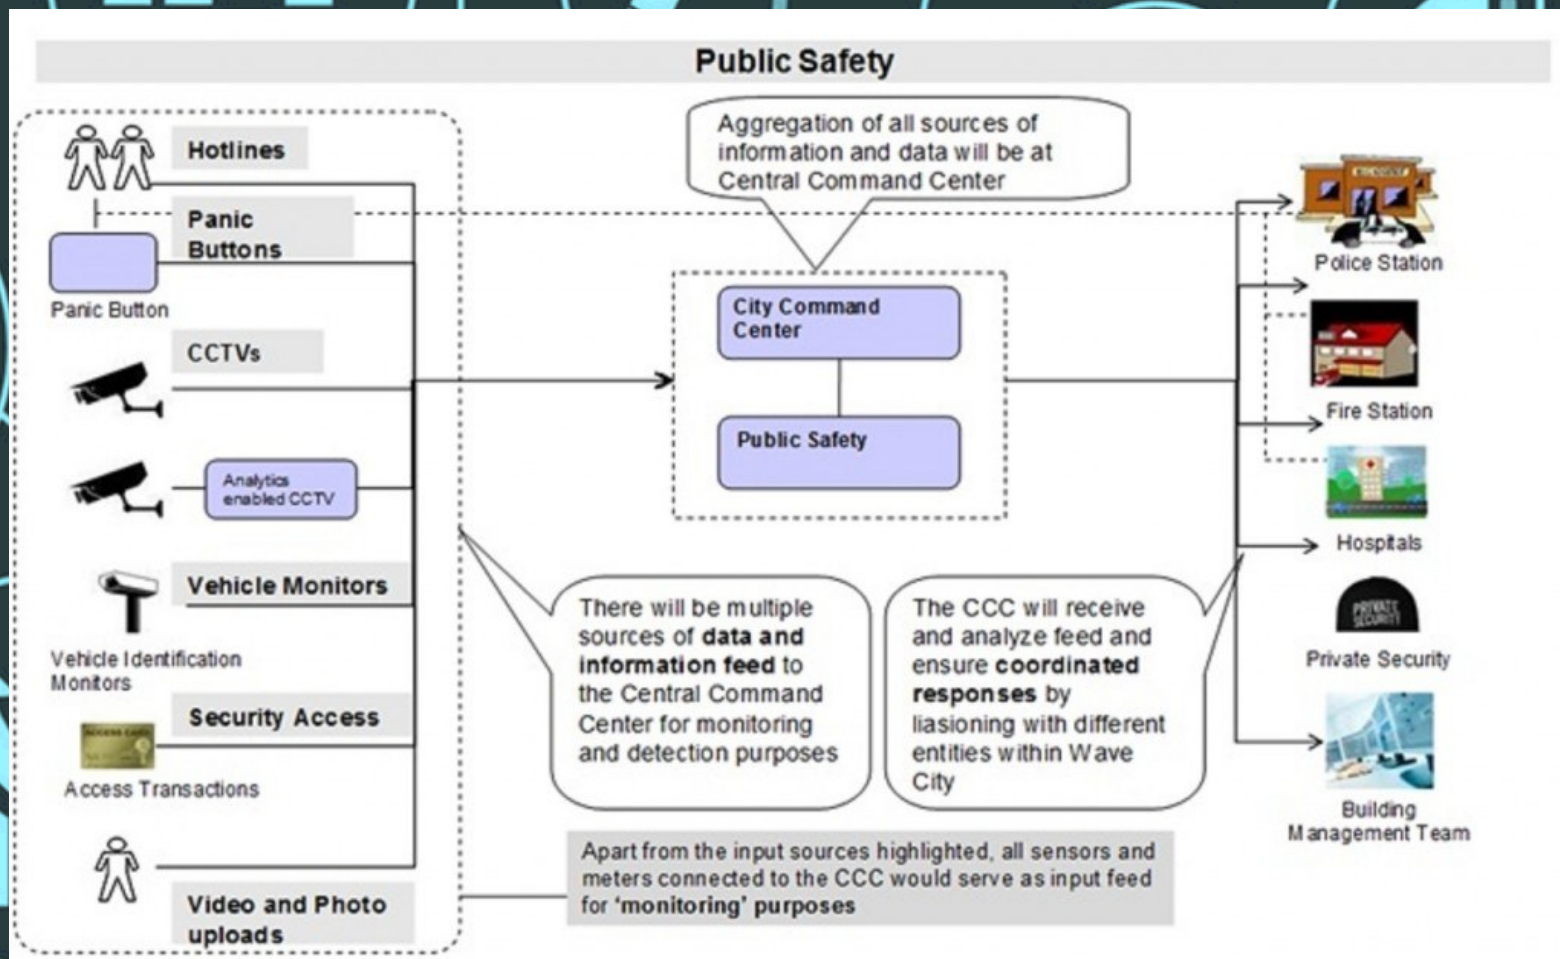 Public Safety
Hotlines
Panic
Buttons
Panic Button
CCTVs
Analytics
enabled CCTV
Vehicle Monitors
Vehicle Identification
Monitors
Security Access
ACCESS CARD
Access Transactions
Video and Photo
uploads
Aggregation of all sources of
information and data will be at
Central Command Center
City Command
Center
Public Safety
There will be multiple
sources of data and
information feed to
the Central Command
Center for monitoring
and detection purposes
The CCC will receive
and analyze feed and
ensure coordinated
responses by
liasioning with different
entities within Wave
City
Apart from the input sources highlighted, all sensors and
meters connected to the CCC would serve as input feed
for ‘monitoring’ purposes
Police Station
Fire Station
Hospitals
PRIVATE
SECURITY
Private Security
Building
Management Team